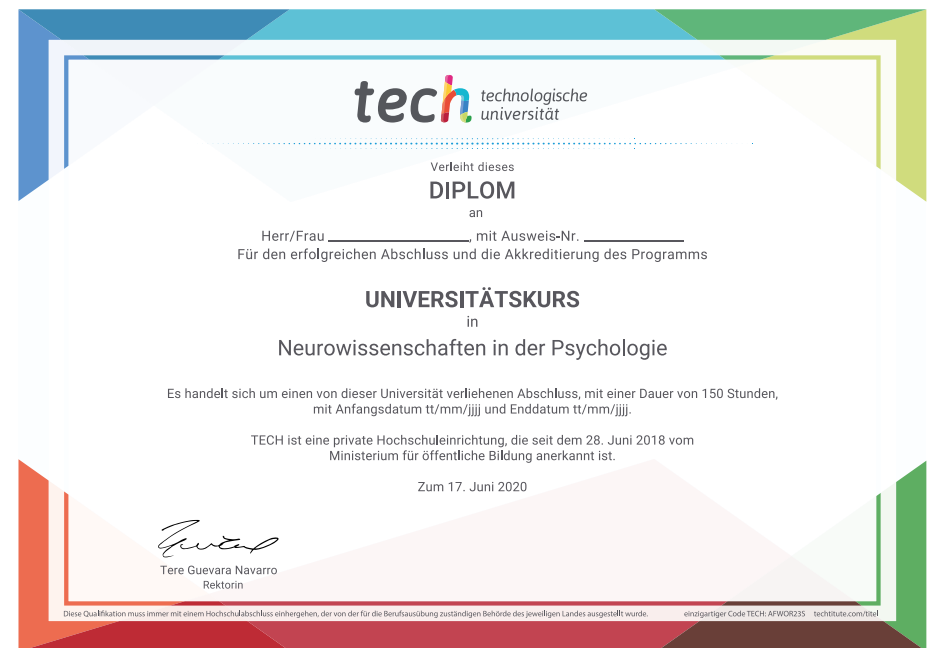 tech technologische
universität
Verleiht dieses
DIPLOM
an
Herr/Frau ____________________, mit Ausweis-Nr. ______________
Für den erfolgreichen Abschluss und die Akkreditierung des Programms
UNIVERSITÄTSKURS
in
Neurowissenschaften in der Psychologie
Es handelt sich um einen von dieser Universität verliehenen Abschluss, mit einer Dauer von 150 Stunden,
mit Anfangsdatum tt/mm/jjjj und Enddatum tt/mm/jjjj.
TECH ist eine private Hochschuleinrichtung, die seit dem 28. Juni 2018 vom
Ministerium für öffentliche Bildung anerkannt ist.
Zum 17. Juni 2020
Tere Guevara Navarro
Rektorin
Diese Qualifikation muss immer mit einem Hochschulabschluss einhergehen, der von der für die Berufsausübung zuständigen Behörde des jeweiligen Landes ausgestellt wurde. einzigartiger Code TECH: AFWOR23S techtitute.com/titel